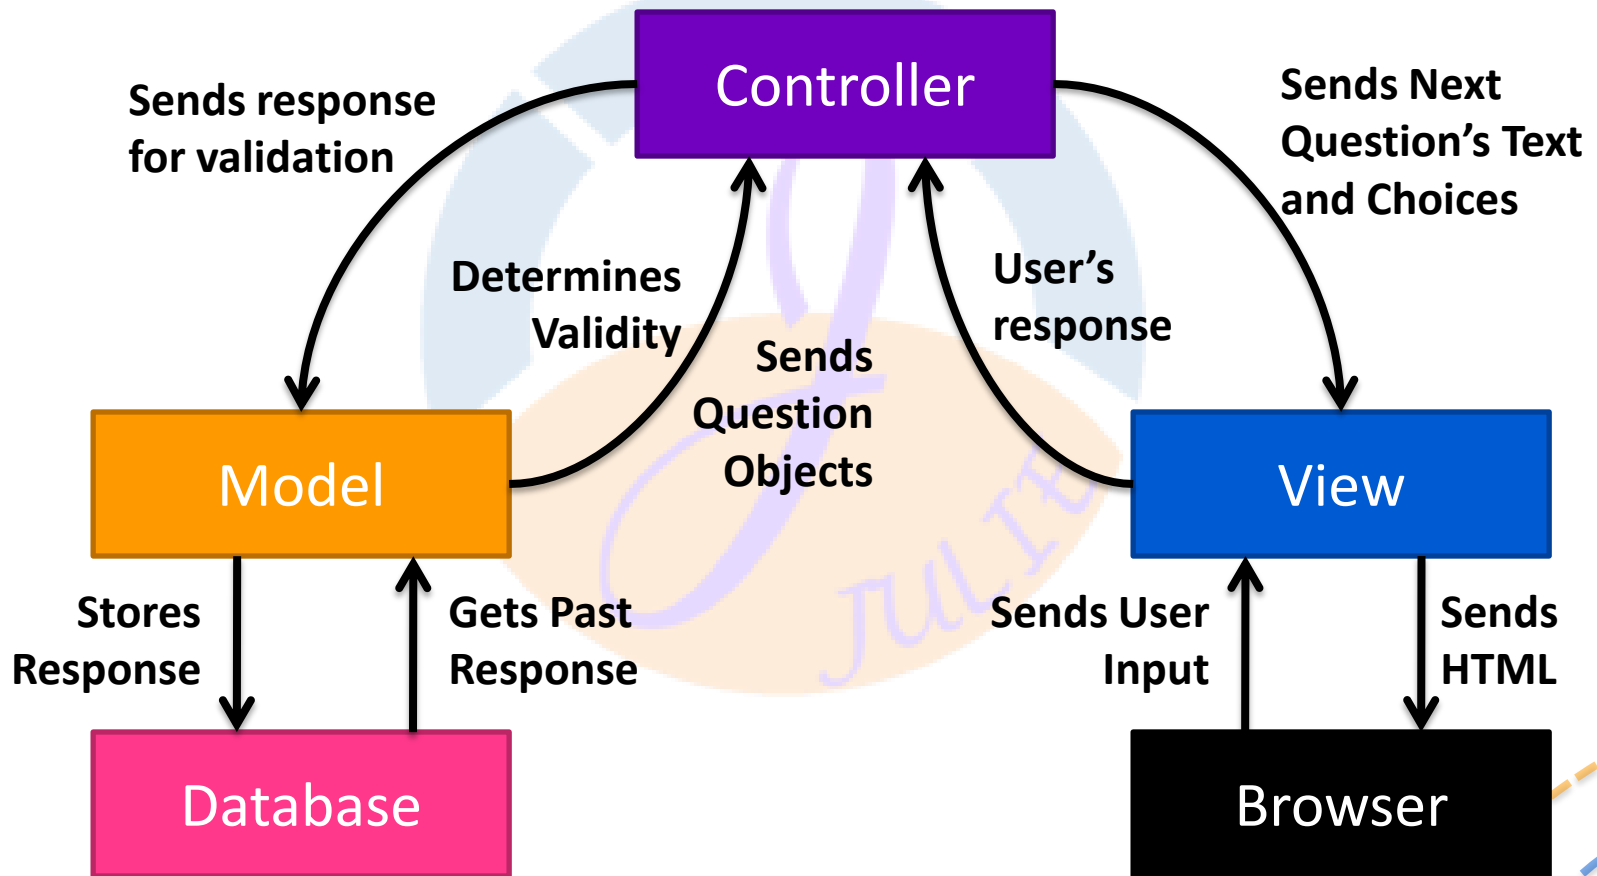 Controller
Sends response
for validation
Sends Next
Question’s Text
and Choices
Determines
Validity
User’s
response
Sends
Question
Objects
Model
View
Stores
Response
Gets Past
Response
Sends User
Input
Sends
HTML
Database
Browser
JULIE